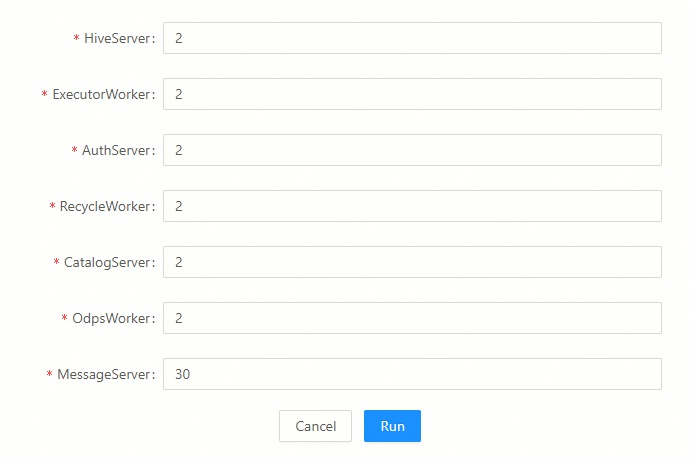 * HiveServer: 2
* ExecutorWorker: 2
* AuthServer: 2
* RecycleWorker: 2
* CatalogServer: 2
* OdpsWorker: 2
* MessageServer: 30
Cancel Run